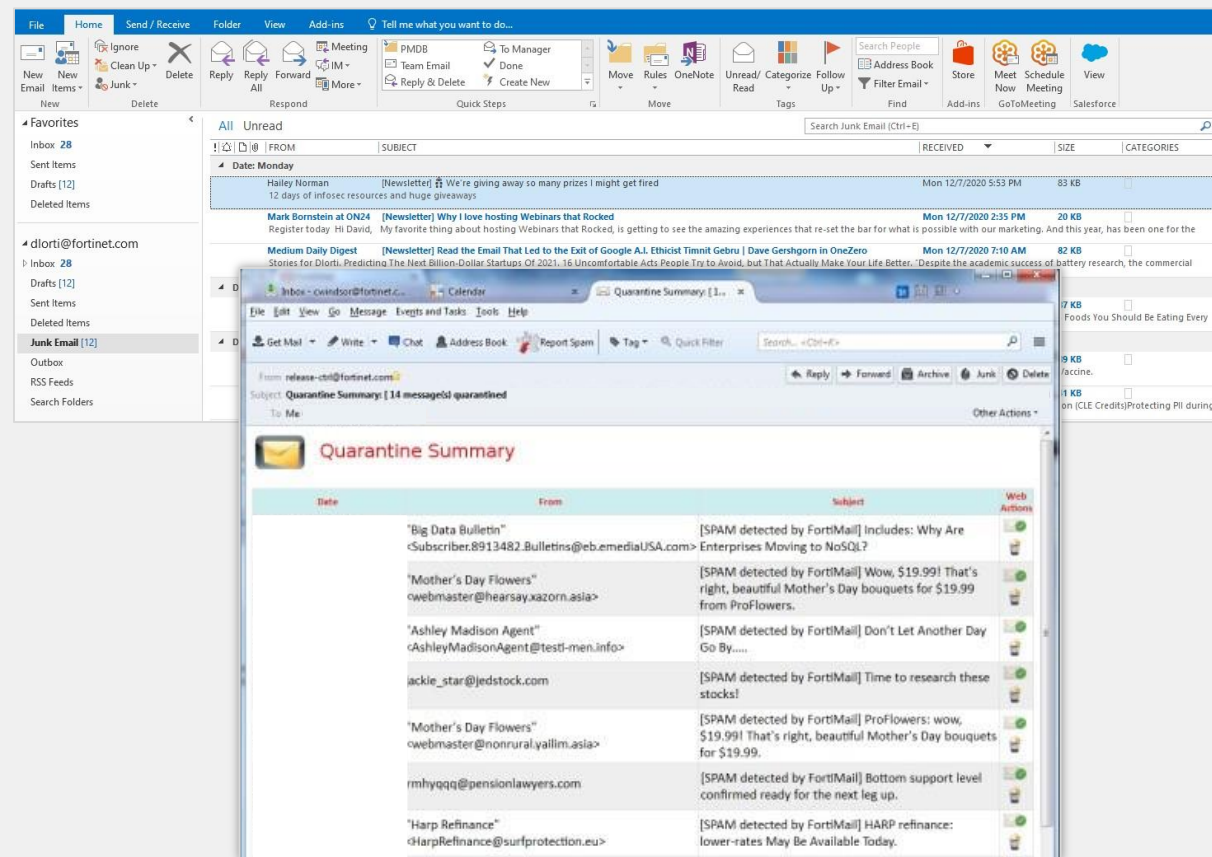 File Home Send / Receive Folder View Add-ins Tell me what you want to do...
Ignore
Clean Up
Junk
New Email
New Items
Delete
Reply
Reply All
Forward
Meeting
IM
More
PMDB
Team Email
Reply & Delete
To Manager
Done
Create New
Move
Rules
OneNote
Unread/ Read
Categorize
Follow Up
Search People
Address Book
Filter Email
Store
Meet Now
Schedule Meeting
View
New Delete Respond Quick Steps Move Tags Find Add-ins GoToMeeting Salesforce
Favorites
Inbox 28
Sent Items
Drafts [12]
Deleted Items
dlorti@fortinet.com
Inbox 28
Drafts [12]
Sent Items
Deleted Items
Junk Email [12]
Outbox
RSS Feeds
Search Folders
All Unread
Search Junk Email (Ctrl+E)
FROM SUBJECT RECEIVED SIZE CATEGORIES
Date: Monday
Hailey Norman [Newsletter] We're giving away so many prizes I might get fired Mon 12/7/2020 5:53 PM 83 KB
12 days of infosec resources and huge giveaways
Mark Bornstein at ON24 [Newsletter] Why I love hosting Webinars that Rocked Mon 12/7/2020 2:35 PM 20 KB
Register today Hi David, My favorite thing about hosting Webinars that Rocked, is getting to see the amazing experiences that re-set the bar for what is possible with our marketing. And this year, has been one for the
Medium Daily Digest [Newsletter] Read the Email That Led to the Exit of Google A.I. Ethicist Timnit Gebru | Dave Gershgorn in OneZero Mon 12/7/2020 7:10 AM 82 KB
Stories for Dlorti. Predicting The Next Billion-Dollar Startups Of 2021. 16 Uncomfortable Acts People Try to Avoid, but That Actually Make Your Life Better. "Despite the academic success of battery research, the commercial
D
7 KB
Foods You Should Be Eating Every
D
9 KB
accine.
1 KB
on (CLE Credits)Protecting PII during
Inbox - cwindsor@fortinet.c... Calendar Quarantine Summary: [ 1...
File Edit View Go Message Events and Tasks Tools Help
Get Mail Write Chat Address Book Report Spam Tag Quick Filter Search... <Ctrl+K>
From release-ctrl@fortinet.com
Reply Forward Archive Junk Delete
Subject Quarantine Summary: [ 14 message(s) quarantined
To Me
Other Actions
Quarantine Summary
Date From Subject Web Actions
"Big Data Bulletin" [SPAM detected by FortiMail] Includes: Why Are
<Subscriber.8913482.Bulletins@eb.emediaUSA.com> Enterprises Moving to NoSQL?
"Mother's Day Flowers" <webmaster@hearsay.xazorn.asia>
[SPAM detected by FortiMail] Wow, $19.99! That's
right, beautiful Mother's Day bouquets for $19.99
from ProFlowers.
"Ashley Madison Agent" [SPAM detected by FortiMail] Don't Let Another Day
<AshleyMadisonAgent@testi-men.info> Go By.....
jackie_star@jedstock.com
[SPAM detected by FortiMail] Time to research these
stocks!
"Mother's Day Flowers" <webmaster@nonrural.yailim.asia>
[SPAM detected by FortiMail] ProFlowers: wow,
$19.99! That's right, beautiful Mother's Day bouquets
for $19.99.
rmhyqqq@pensionlawyers.com
[SPAM detected by FortiMail] Bottom support level
confirmed ready for the next leg up.
"Harp Refinance" [SPAM detected by FortiMail] HARP refinance:
<HarpRefinance@surfprotection.eu> lower-rates May Be Available Today.